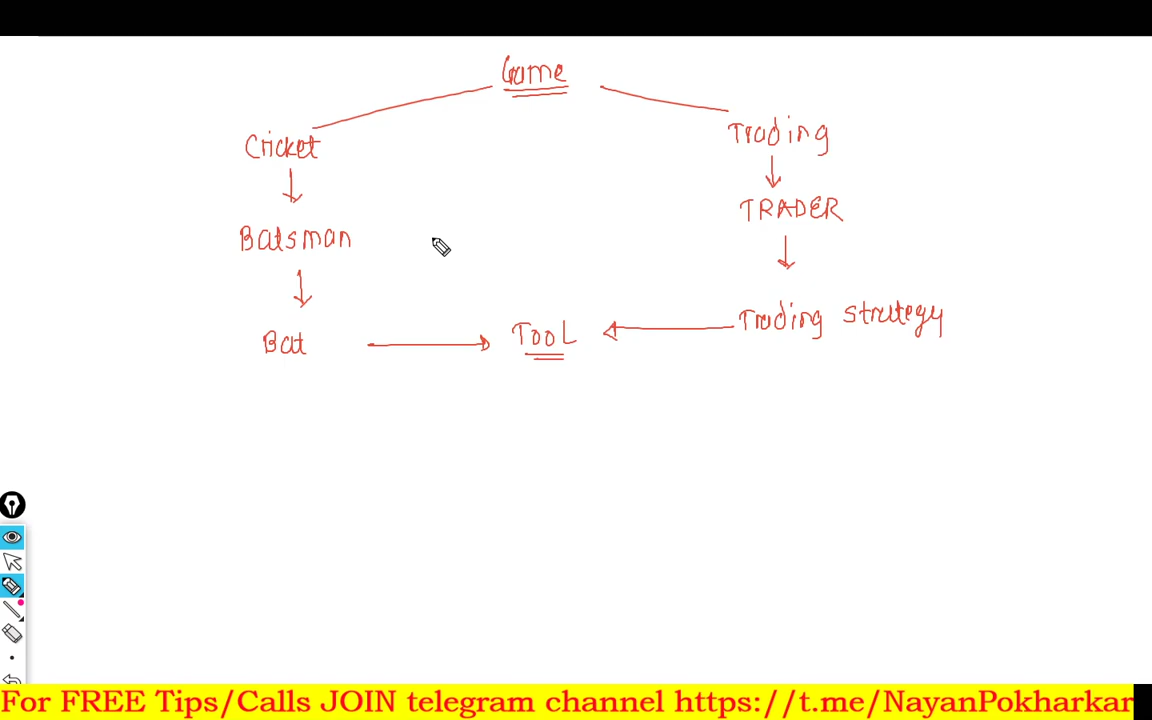 Game
Cricket
Trading
TRADER
Batsman
Trading strategy
Bat
TOOL
For FREE Tips/Calls JOIN telegram channel https://t.me/NayanPokharkar